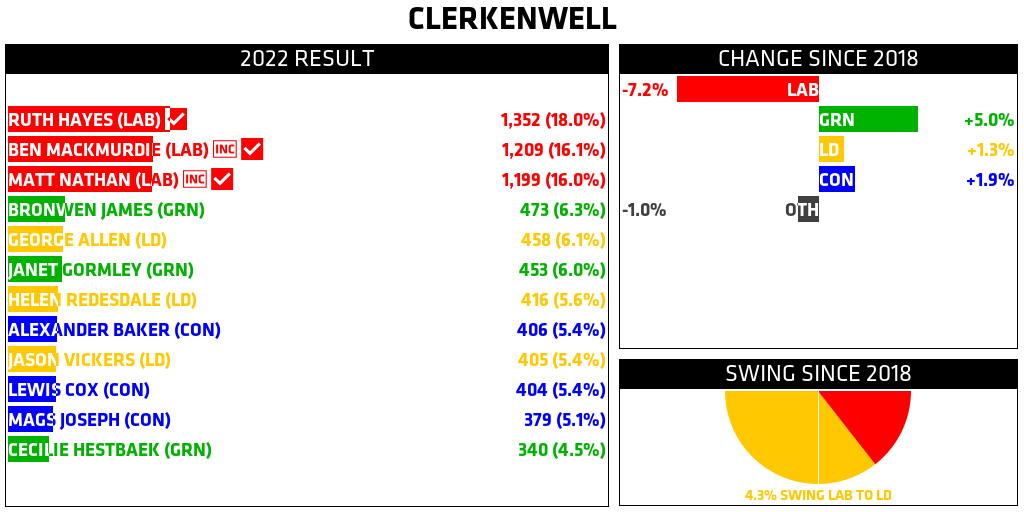 CLERKENWELL
2022 RESULT
RUTH HAYES (LAB) 1,352 (18.0%)
BEN MACKMURDIE (LAB) INC 1,209 (16.1%)
MATT NATHAN (LAB) INC 1,199 (16.0%)
BRONWEN JAMES (GRN) 473 (6.3%)
GEORGE ALLEN (LD) 458 (6.1%)
JANET GORMLEY (GRN) 453 (6.0%)
HELEN REDESDALE (LD) 416 (5.6%)
ALEXANDER BAKER (CON) 406 (5.4%)
JASON VICKERS (LD) 405 (5.4%)
LEWIS COX (CON) 404 (5.4%)
MAGS JOSEPH (CON) 379 (5.1%)
CECILIE HESTBAEK (GRN) 340 (4.5%)
CHANGE SINCE 2018
-7.2% LAB
GRN +5.0%
LD +1.3%
CON +1.9%
-1.0% OTH
SWING SINCE 2018
4.3% SWING LAB TO LD